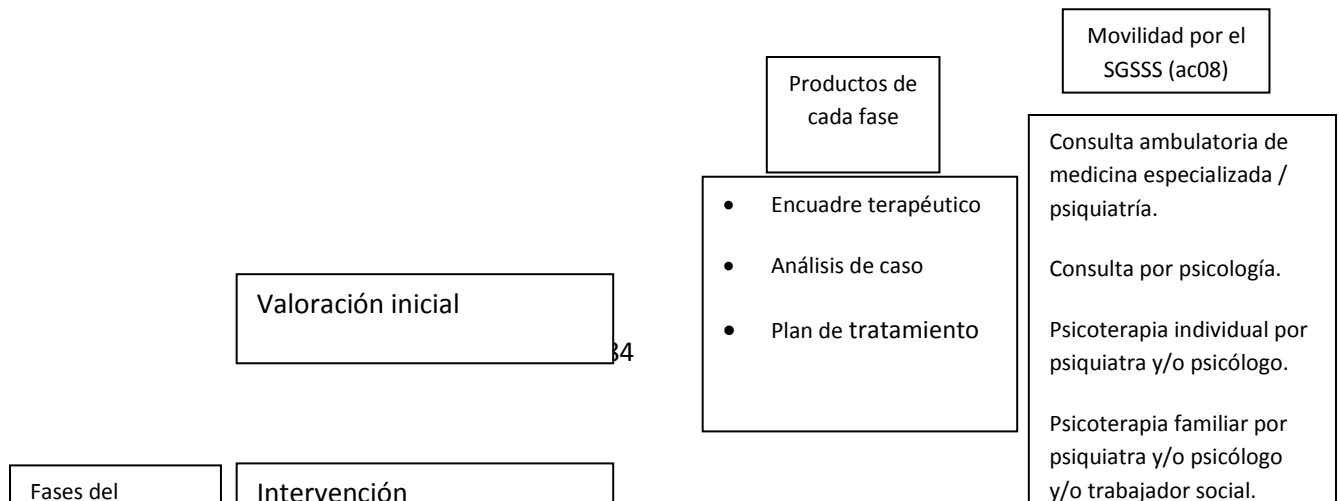 Movilidad por el
SGSSS (ac08)
Productos de
cada fase
Consulta ambulatoria de
medicina especializada /
psiquiatría.
Consulta por psicología.
Psicoterapia individual por
psiquiatra y/o psicólogo.
Psicoterapia familiar por
psiquiatra y/o psicólogo
y/o trabajador social.
• Encuadre terapéutico
• Análisis de caso
• Plan de tratamiento
Valoración inicial
34
Fases del
Intervención